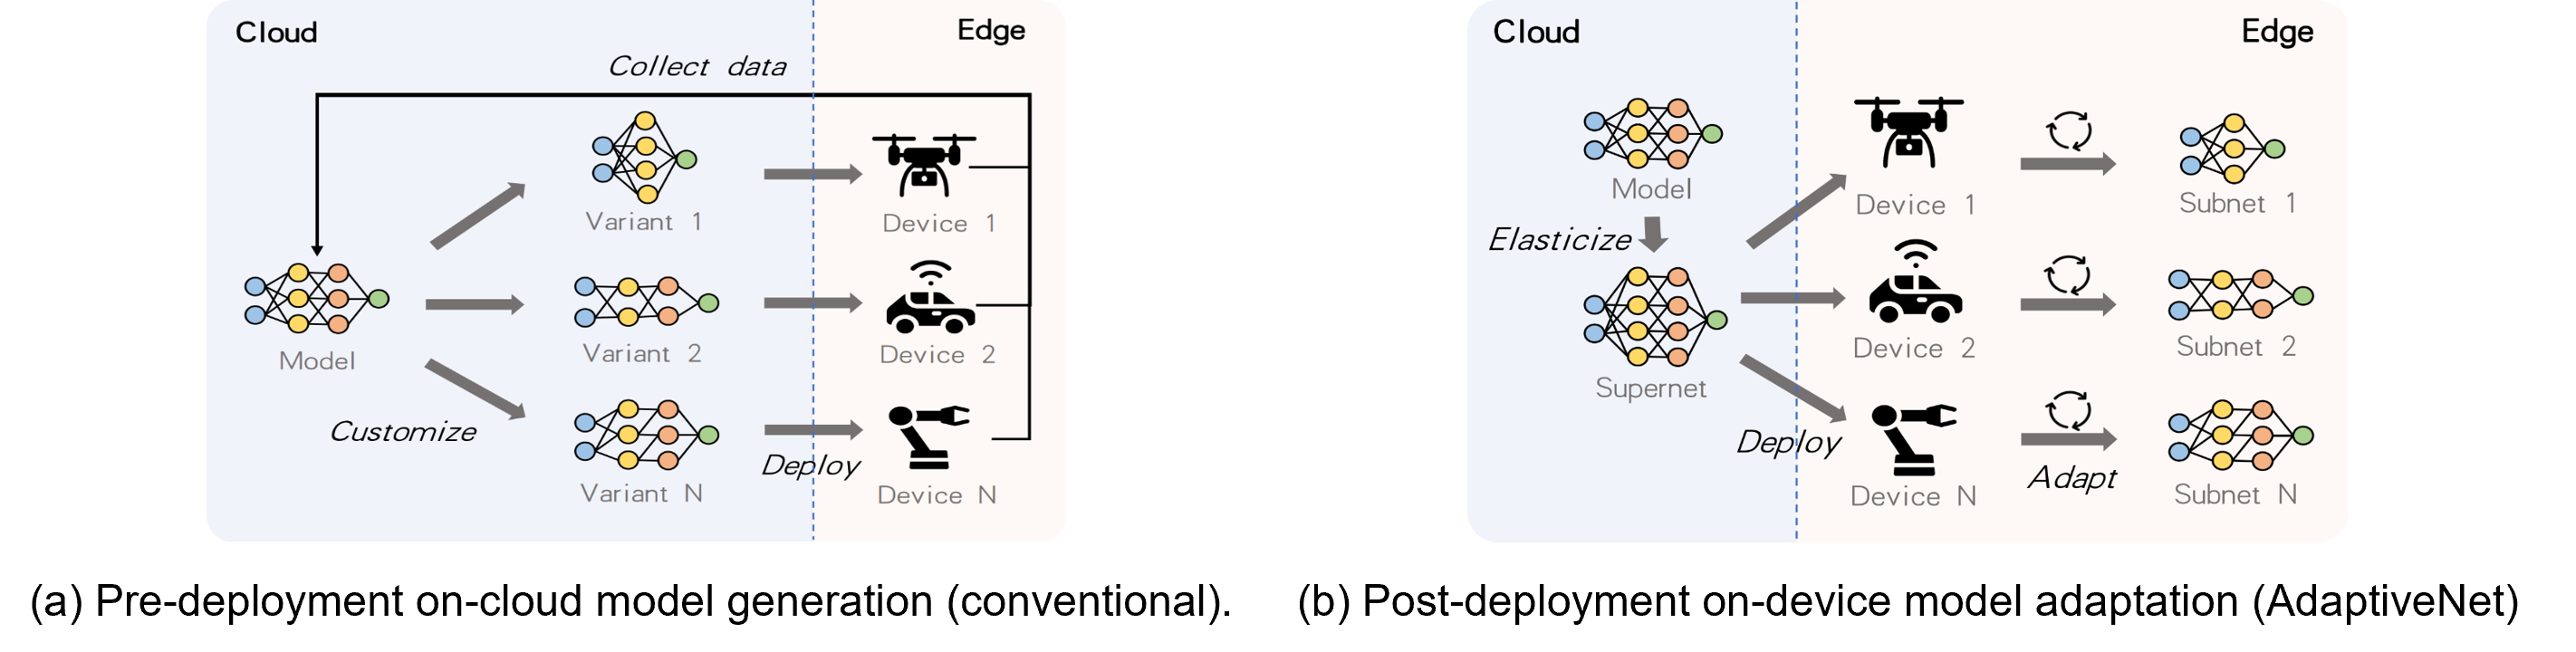 Cloud
Edge
Collect data
Variant 1
Device 1
Model
Variant 2
Device 2
Customize
Deploy
Variant N
Device N
(a) Pre-deployment on-cloud model generation (conventional).
Cloud
Edge
Model
Device 1
Subnet 1
Elasticize
Supernet
Device 2
Subnet 2
Deploy
Adapt
Device N
Subnet N
(b) Post-deployment on-device model adaptation (AdaptiveNet)